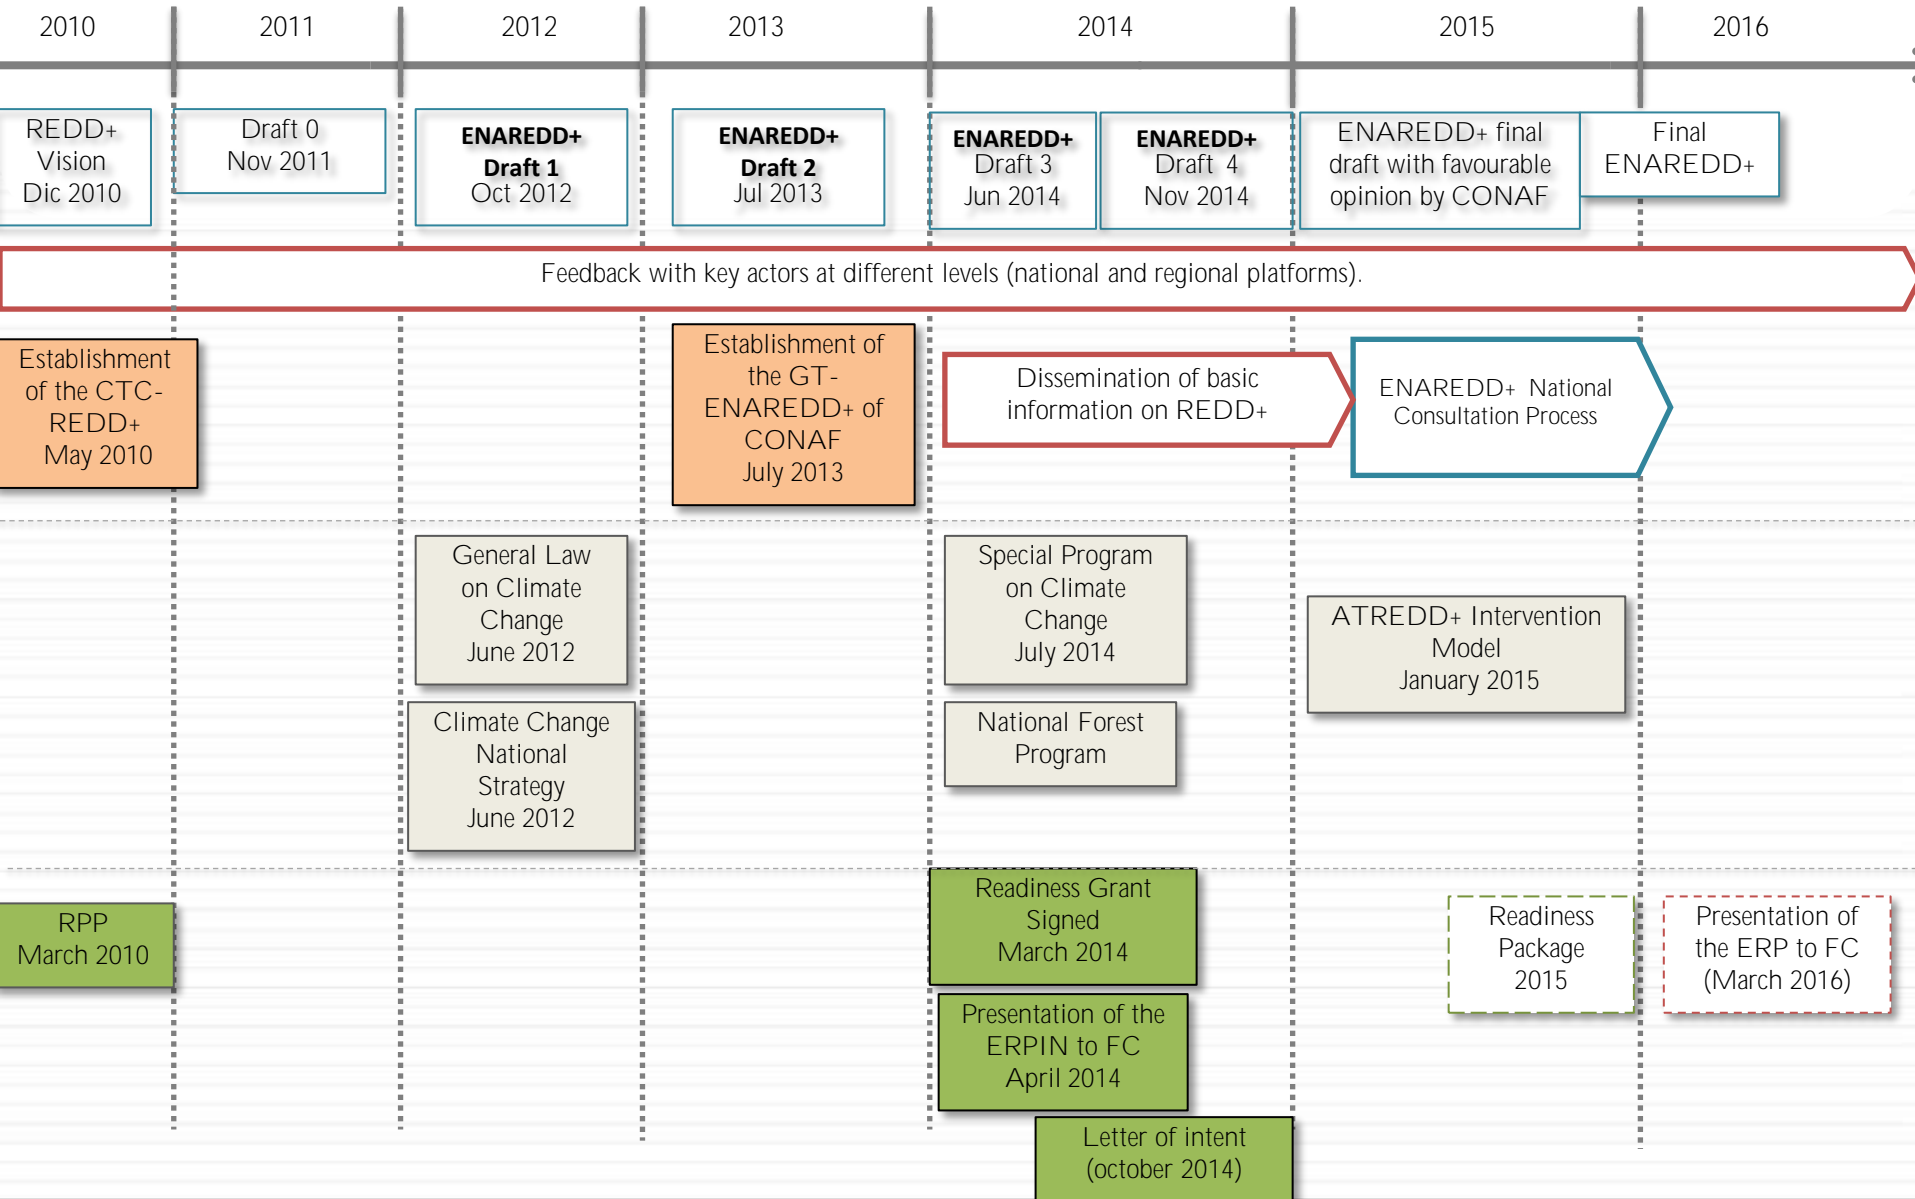 2010
2011
2012
2013
2014
2015
2016
REDD+
Vision
Dic 2010
Draft 0
Nov 2011
ENAREDD+
Draft 1
Oct 2012
ENAREDD+
Draft 2
Jul 2013
ENAREDD+
Draft 3
Jun 2014
ENAREDD+
Draft 4
Nov 2014
ENAREDD+ final
draft with favourable
opinion by CONAF
Final
ENAREDD+
Feedback with key actors at different levels (national and regional platforms).
Establishment
of the CTC-
REDD+
May 2010
Establishment of
the GT-
ENAREDD+ of
CONAF
July 2013
Dissemination of basic
information on REDD+
ENAREDD+ National
Consultation Process
General Law
on Climate
Change
June 2012
Climate Change
National
Strategy
June 2012
Special Program
on Climate
Change
July 2014
National Forest
Program
ATREDD+ Intervention
Model
January 2015
RPP
March 2010
Readiness Grant
Signed
March 2014
Presentation of the
ERPIN to FC
April 2014
Letter of intent
(october 2014)
Readiness
Package
2015
Presentation of
the ERP to FC
(March 2016)